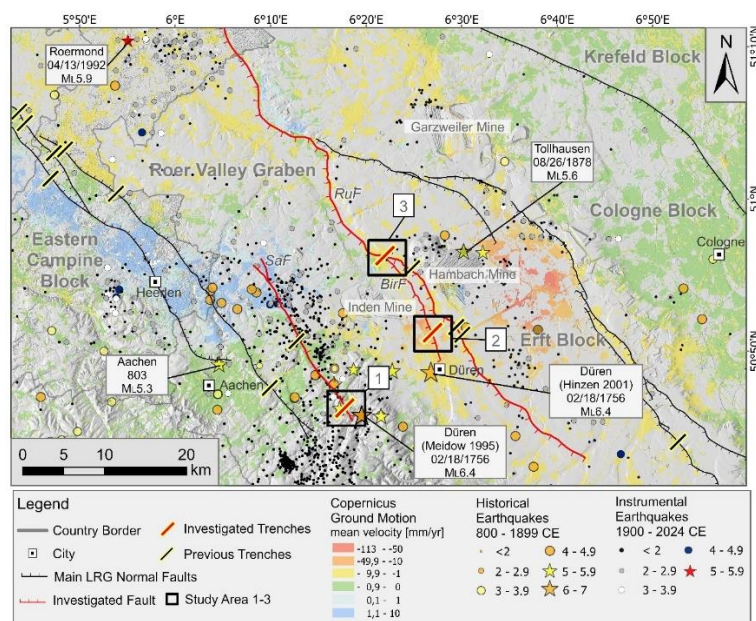 5°50'E 6°E 6°10'E 6°20'E 6°30'E 6°40'E 6°50'E
51°10'N
Roermond
04/13/1992
ML5.9
Krefeld Block
N
Garzweiler Mine
Tollhausen
08/26/1878
ML5.6
Roer Valley Graben
51°N
RuF
3
Cologne Block
Eastern
Campine
Block
SaF
Cologne
Hambach Mine
BirF
Heerlen
Inden Mine
Erft Block
2
50°50'N
Aachen
803
ML5.3
Aachen
1
Düren
Düren
(Hinzen 2001)
02/18/1756
ML6.4
Düren
(Meidow 1995)
02/18/1756
ML6.4
0 5 10 20
km
Legend
Country Border
City
Main LRG Normal Faults
Investigated Fault
Investigated Trenches
Previous Trenches
Study Area 1-3
Copernicus
Ground Motion
mean velocity [mm/yr]
-113 - -50
-49,9 - -10
- 9,9 - -1
- 0,9 - 0
0,1 - 1
1,1 - 10
Historical
Earthquakes
800 - 1899 CE
<2
2 - 2.9
3 - 3.9
4 - 4.9
5 - 5.9
6 - 7
Instrumental
Earthquakes
1900 - 2024 CE
< 2
2 - 2.9
3 - 3.9
4 - 4.9
5 - 5.9